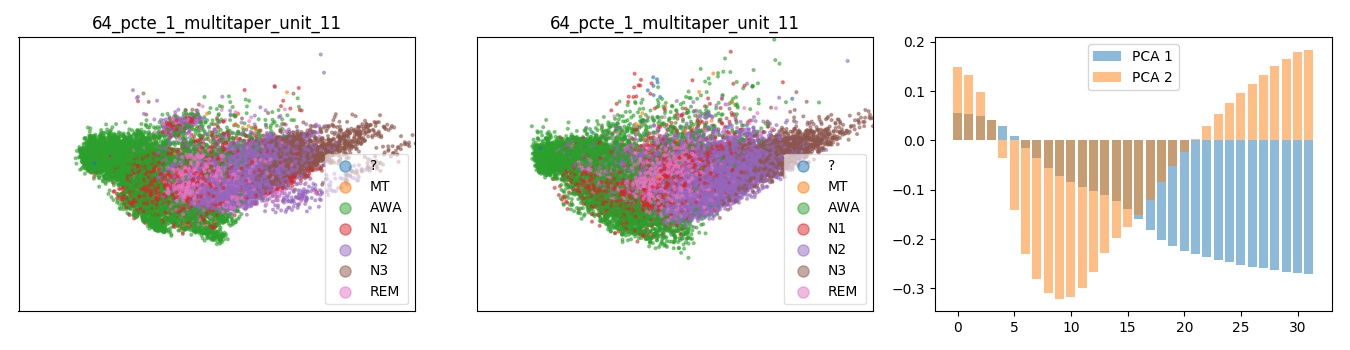 64_pcte_1_multitaper_unit_11
?
MT
AWA
N1
N2
N3
REM
64_pcte_1_multitaper_unit_11
?
MT
AWA
N1
N2
N3
REM
PCA 1
PCA 2
0.2
0.1
0.0
−0.1
−0.2
−0.3
0 5 10 15 20 25 30